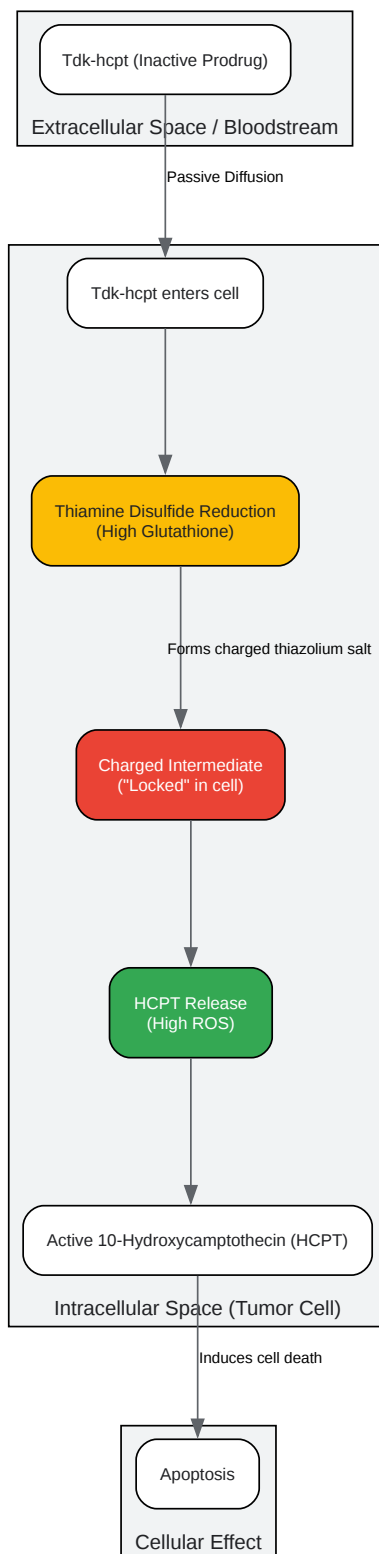 Tdk-hcpt (Inactive Prodrug)
Extracellular Space / Bloodstream
Passive Diffusion
Tdk-hcpt enters cell
Thiamine Disulfide Reduction
(High Glutathione)
Forms charged thiazolium salt
Charged Intermediate
("Locked" in cell)
HCPT Release
(High ROS)
Active 10-Hydroxycamptothecin (HCPT)
Intracellular Space (Tumor Cell)
Induces cell death
Apoptosis
Cellular Effect